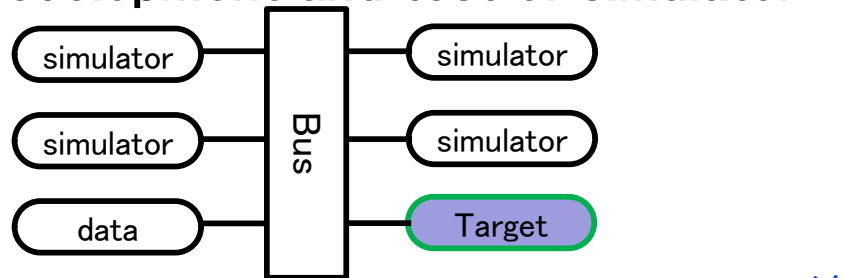 simulator
simulator
simulator
simulator
Bus
data
Target